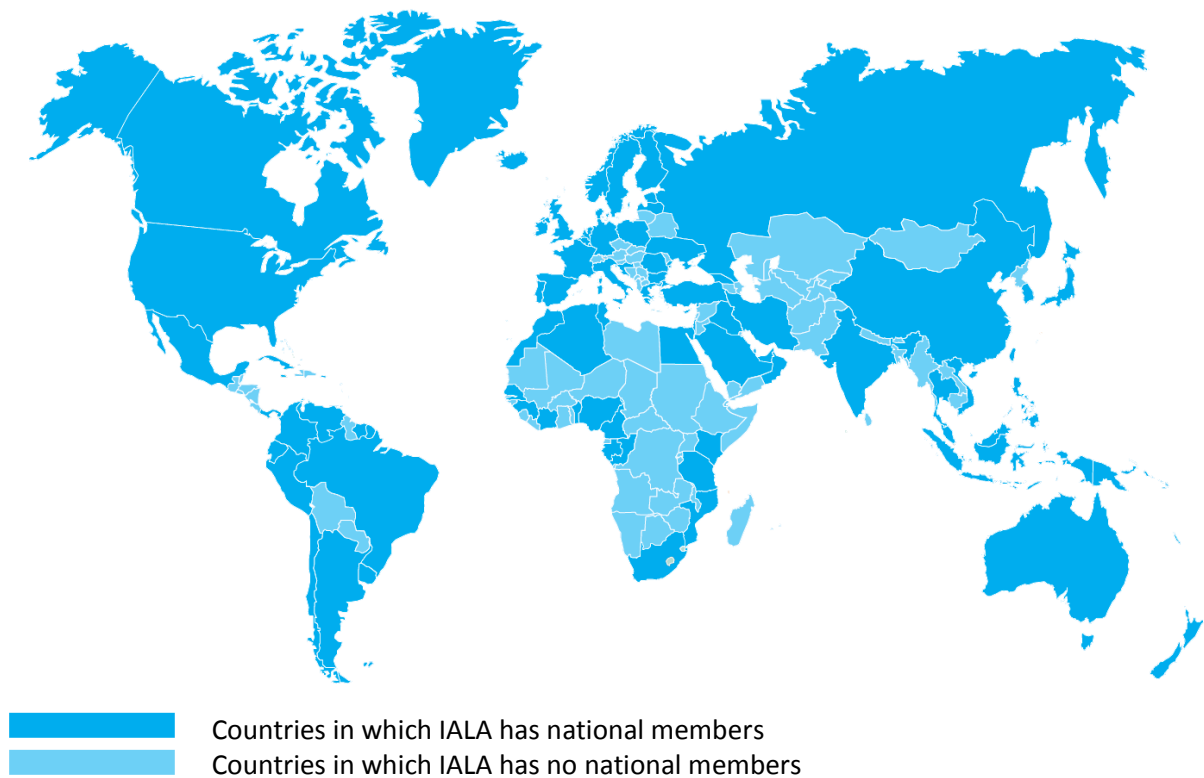 Countries in which IALA has national members
Countries in which IALA has no national members